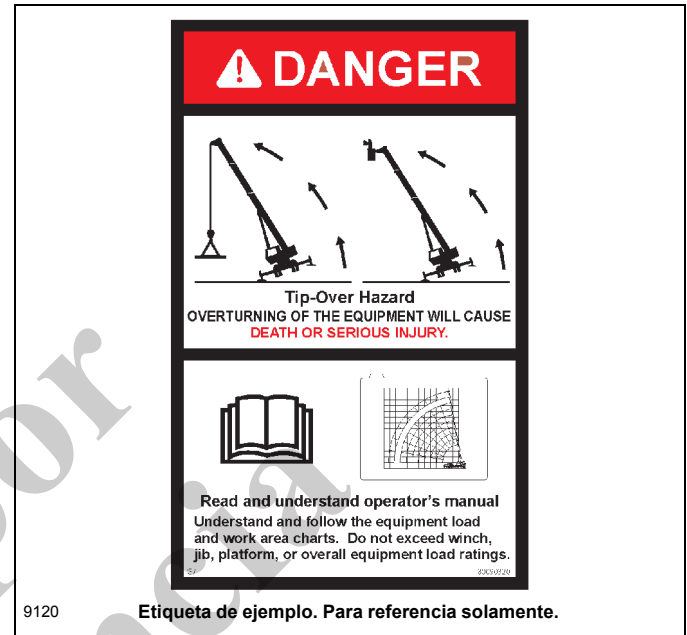 DANGER
Tip-Over Hazard
OVERTURNING OF THE EQUIPMENT WILL CAUSE
DEATH OR SERIOUS INJURY.
Read and understand operator's manual
Understand and follow the equipment load
and work area charts. Do not exceed winch,
jib, platform, or overall equipment load ratings.
9120
Etiqueta de ejemplo. Para referencia solamente.
por